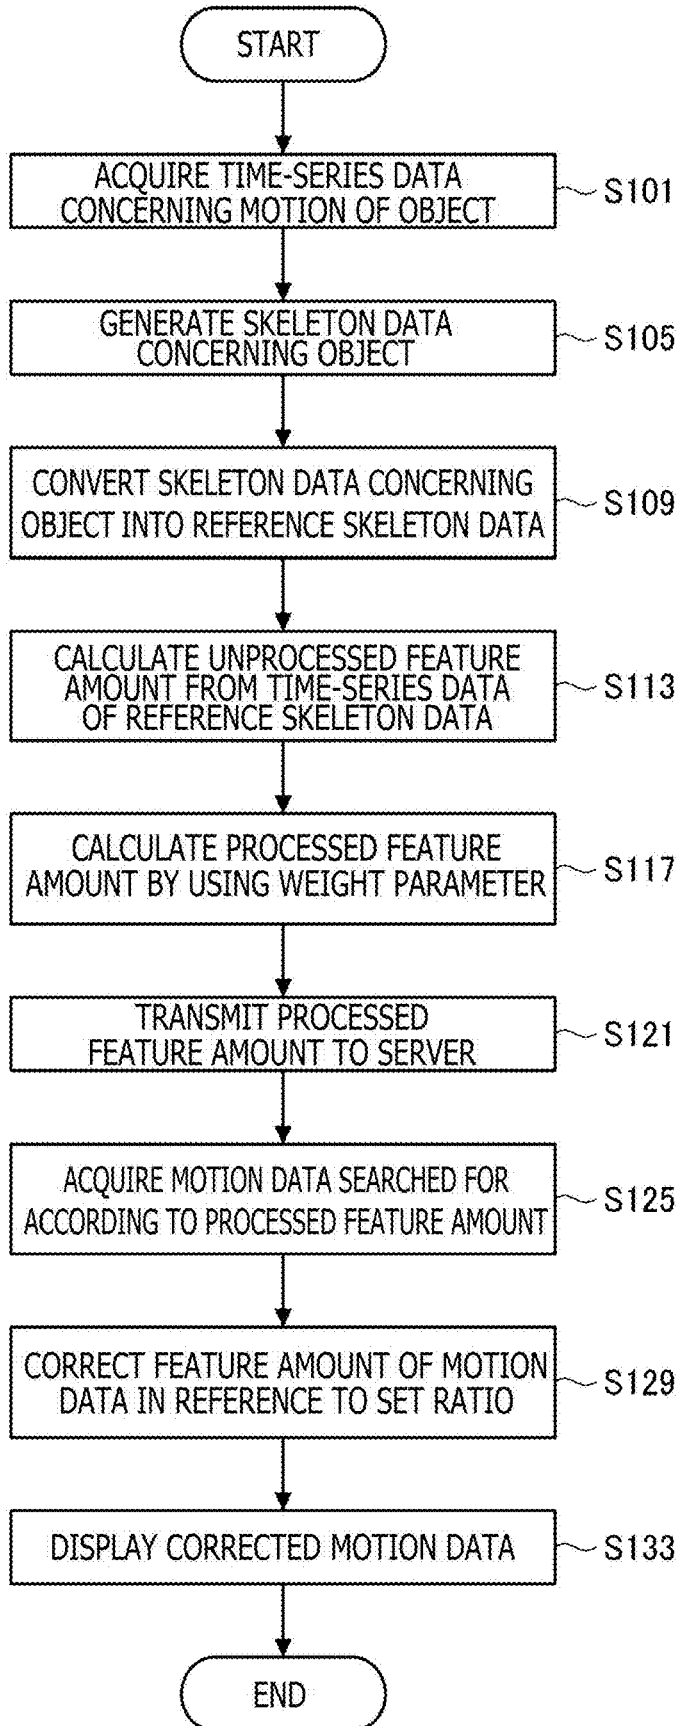 START
ACQUIRE TIME-SERIES DATA
CONCERNING MOTION OF OBJECT
S101
GENERATE SKELETON DATA
CONCERNING OBJECT
S105
CONVERT SKELETON DATA CONCERNING
OBJECT INTO REFERENCE SKELETON DATA
S109
CALCULATE UNPROCESSED FEATURE
AMOUNT FROM TIME-SERIES DATA
OF REFERENCE SKELETON DATA
S113
CALCULATE PROCESSED FEATURE
AMOUNT BY USING WEIGHT PARAMETER
S117
TRANSMIT PROCESSED
FEATURE AMOUNT TO SERVER
S121
ACQUIRE MOTION DATA SEARCHED FOR
ACCORDING TO PROCESSED FEATURE AMOUNT
S125
CORRECT FEATURE AMOUNT OF MOTION
DATA IN REFERENCE TO SET RATIO
S129
DISPLAY CORRECTED MOTION DATA
S133
END